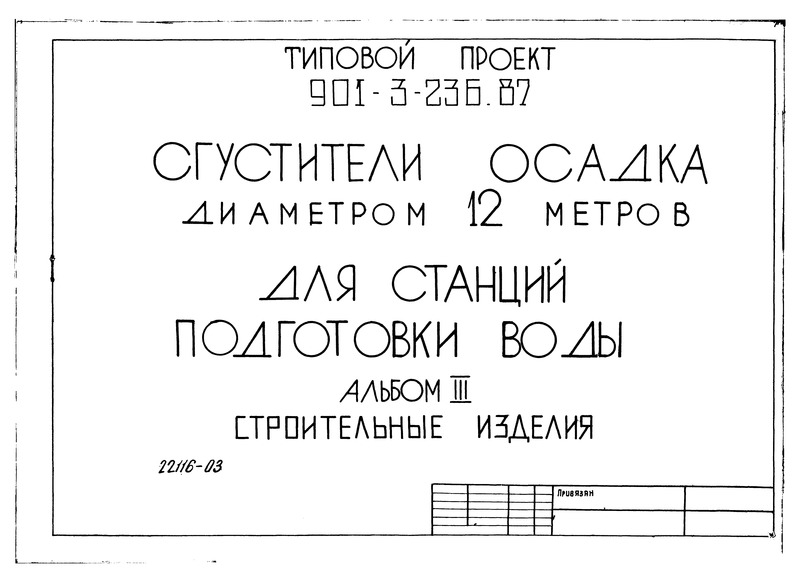 ТИПОВОЙ ПРОЕКТ
901-3-236.87
СГУСТИТЕЛИ ОСАДКА
ДИАМЕТРОМ 12 МЕТРОВ
ДЛЯ СТАНЦИЙ
ПОДГОТОВКИ ВОДЫ
АЛЬБОМ III
СТРОИТЕЛЬНЫЕ ИЗДЕЛИЯ
22116-03
Привязан